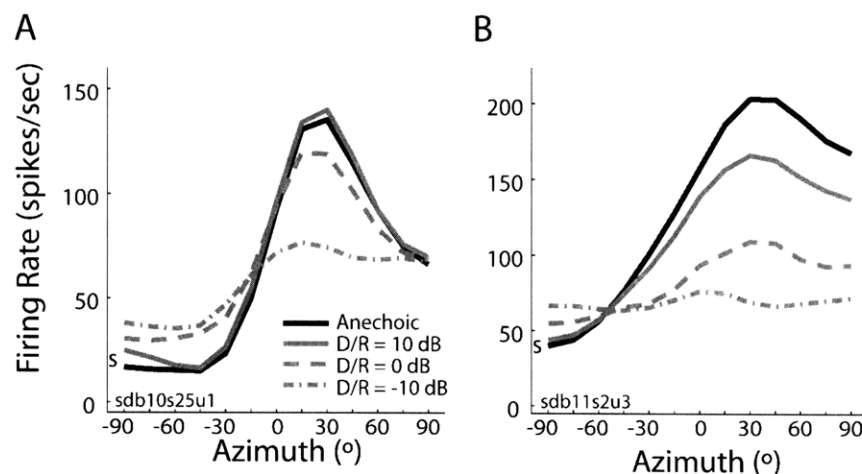 A
B
Firing Rate (spikes/sec)
150
100
50
0
s
Anechoic
D/R = 10 dB
D/R = 0 dB
D/R = -10 dB
sdb10s25u1
-90 -60 -30 0 30 60 90
Azimuth (º)
200
150
100
50
0
s
sdb11s2u3
-90 -60 -30 0 30 60 90
Azimuth (º)